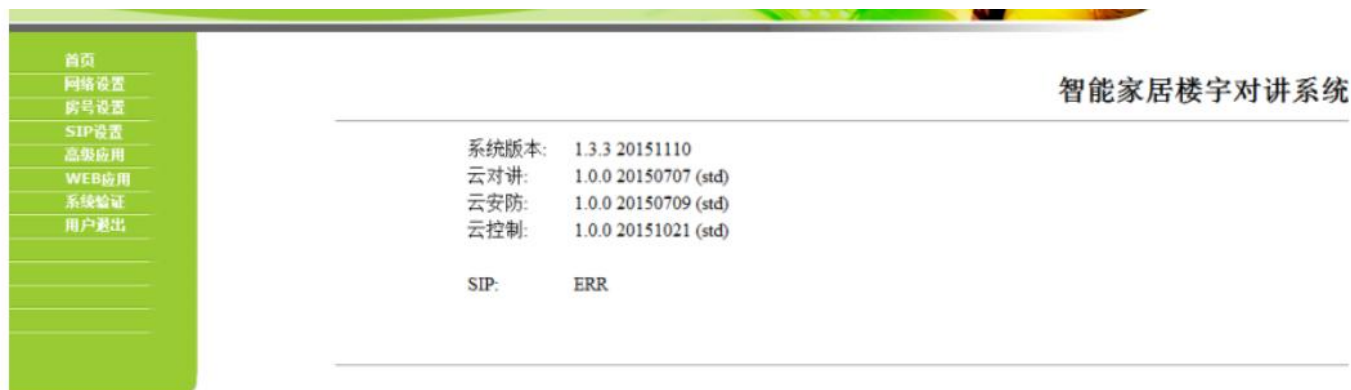 首页
网络设置
房号设置
SIP设置
高级应用
WEB应用
系统验证
用户退出
智能家居楼宇对讲系统
系统版本: 1.3.3 20151110
云对讲: 1.0.0 20150707 (std)
云安防: 1.0.0 20150709 (std)
云控制: 1.0.0 20151021 (std)
SIP: ERR